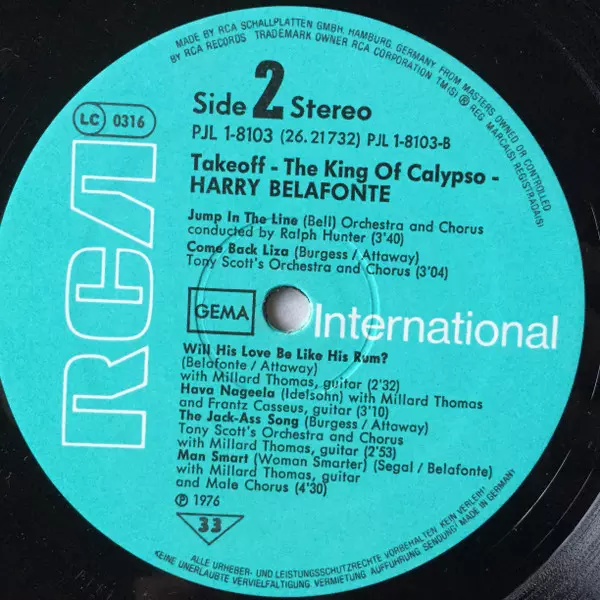 MADE BY RCA SCHALLPLATTEN GMBH, HAMBURG, GERMANY, FROM MASTERS OWNED OR CONTROLLED
BY RCA RECORDS TRADEMARK OWNER RCA CORPORATION TM(S) ® REG. MARCA(S) REGISTRADA(S)
LC 0316
Side 2 Stereo
PJL 1-8103 (26.21732) PJL 1-8103-B
Takeoff - The King Of Calypso -
HARRY BELAFONTE
Jump In The Line (Bell) Orchestra and Chorus
conducted by Ralph Hunter (3'40)
Come Back Liza (Burgess / Attaway)
Tony Scott's Orchestra and Chorus (3'04)
RCA
GEMA
International
Will His Love Be Like His Rum?
(Belafonte / Attaway)
with Millard Thomas, guitar (2'32)
Hava Nageela (Idelsohn) with Millard Thomas
and Frantz Casseus, guitar (3'10)
The Jack-Ass Song (Burgess / Attaway)
Tony Scott's Orchestra and Chorus
with Millard Thomas, guitar (2'53)
Man Smart (Woman Smarter) (Segal / Belafonte)
with Millard Thomas, guitar
and Male Chorus (4'30)
℗ 1976
33
ALLE URHEBER- UND LEISTUNGSSCHUTZRECHTE VORBEHALTEN KEIN VERLEIH!
KEINE UNERLAUBTE VERVIELFÄLTIGUNG, VERMIETUNG, AUFFÜHRUNG, SENDUNG! MADE IN GERMANY